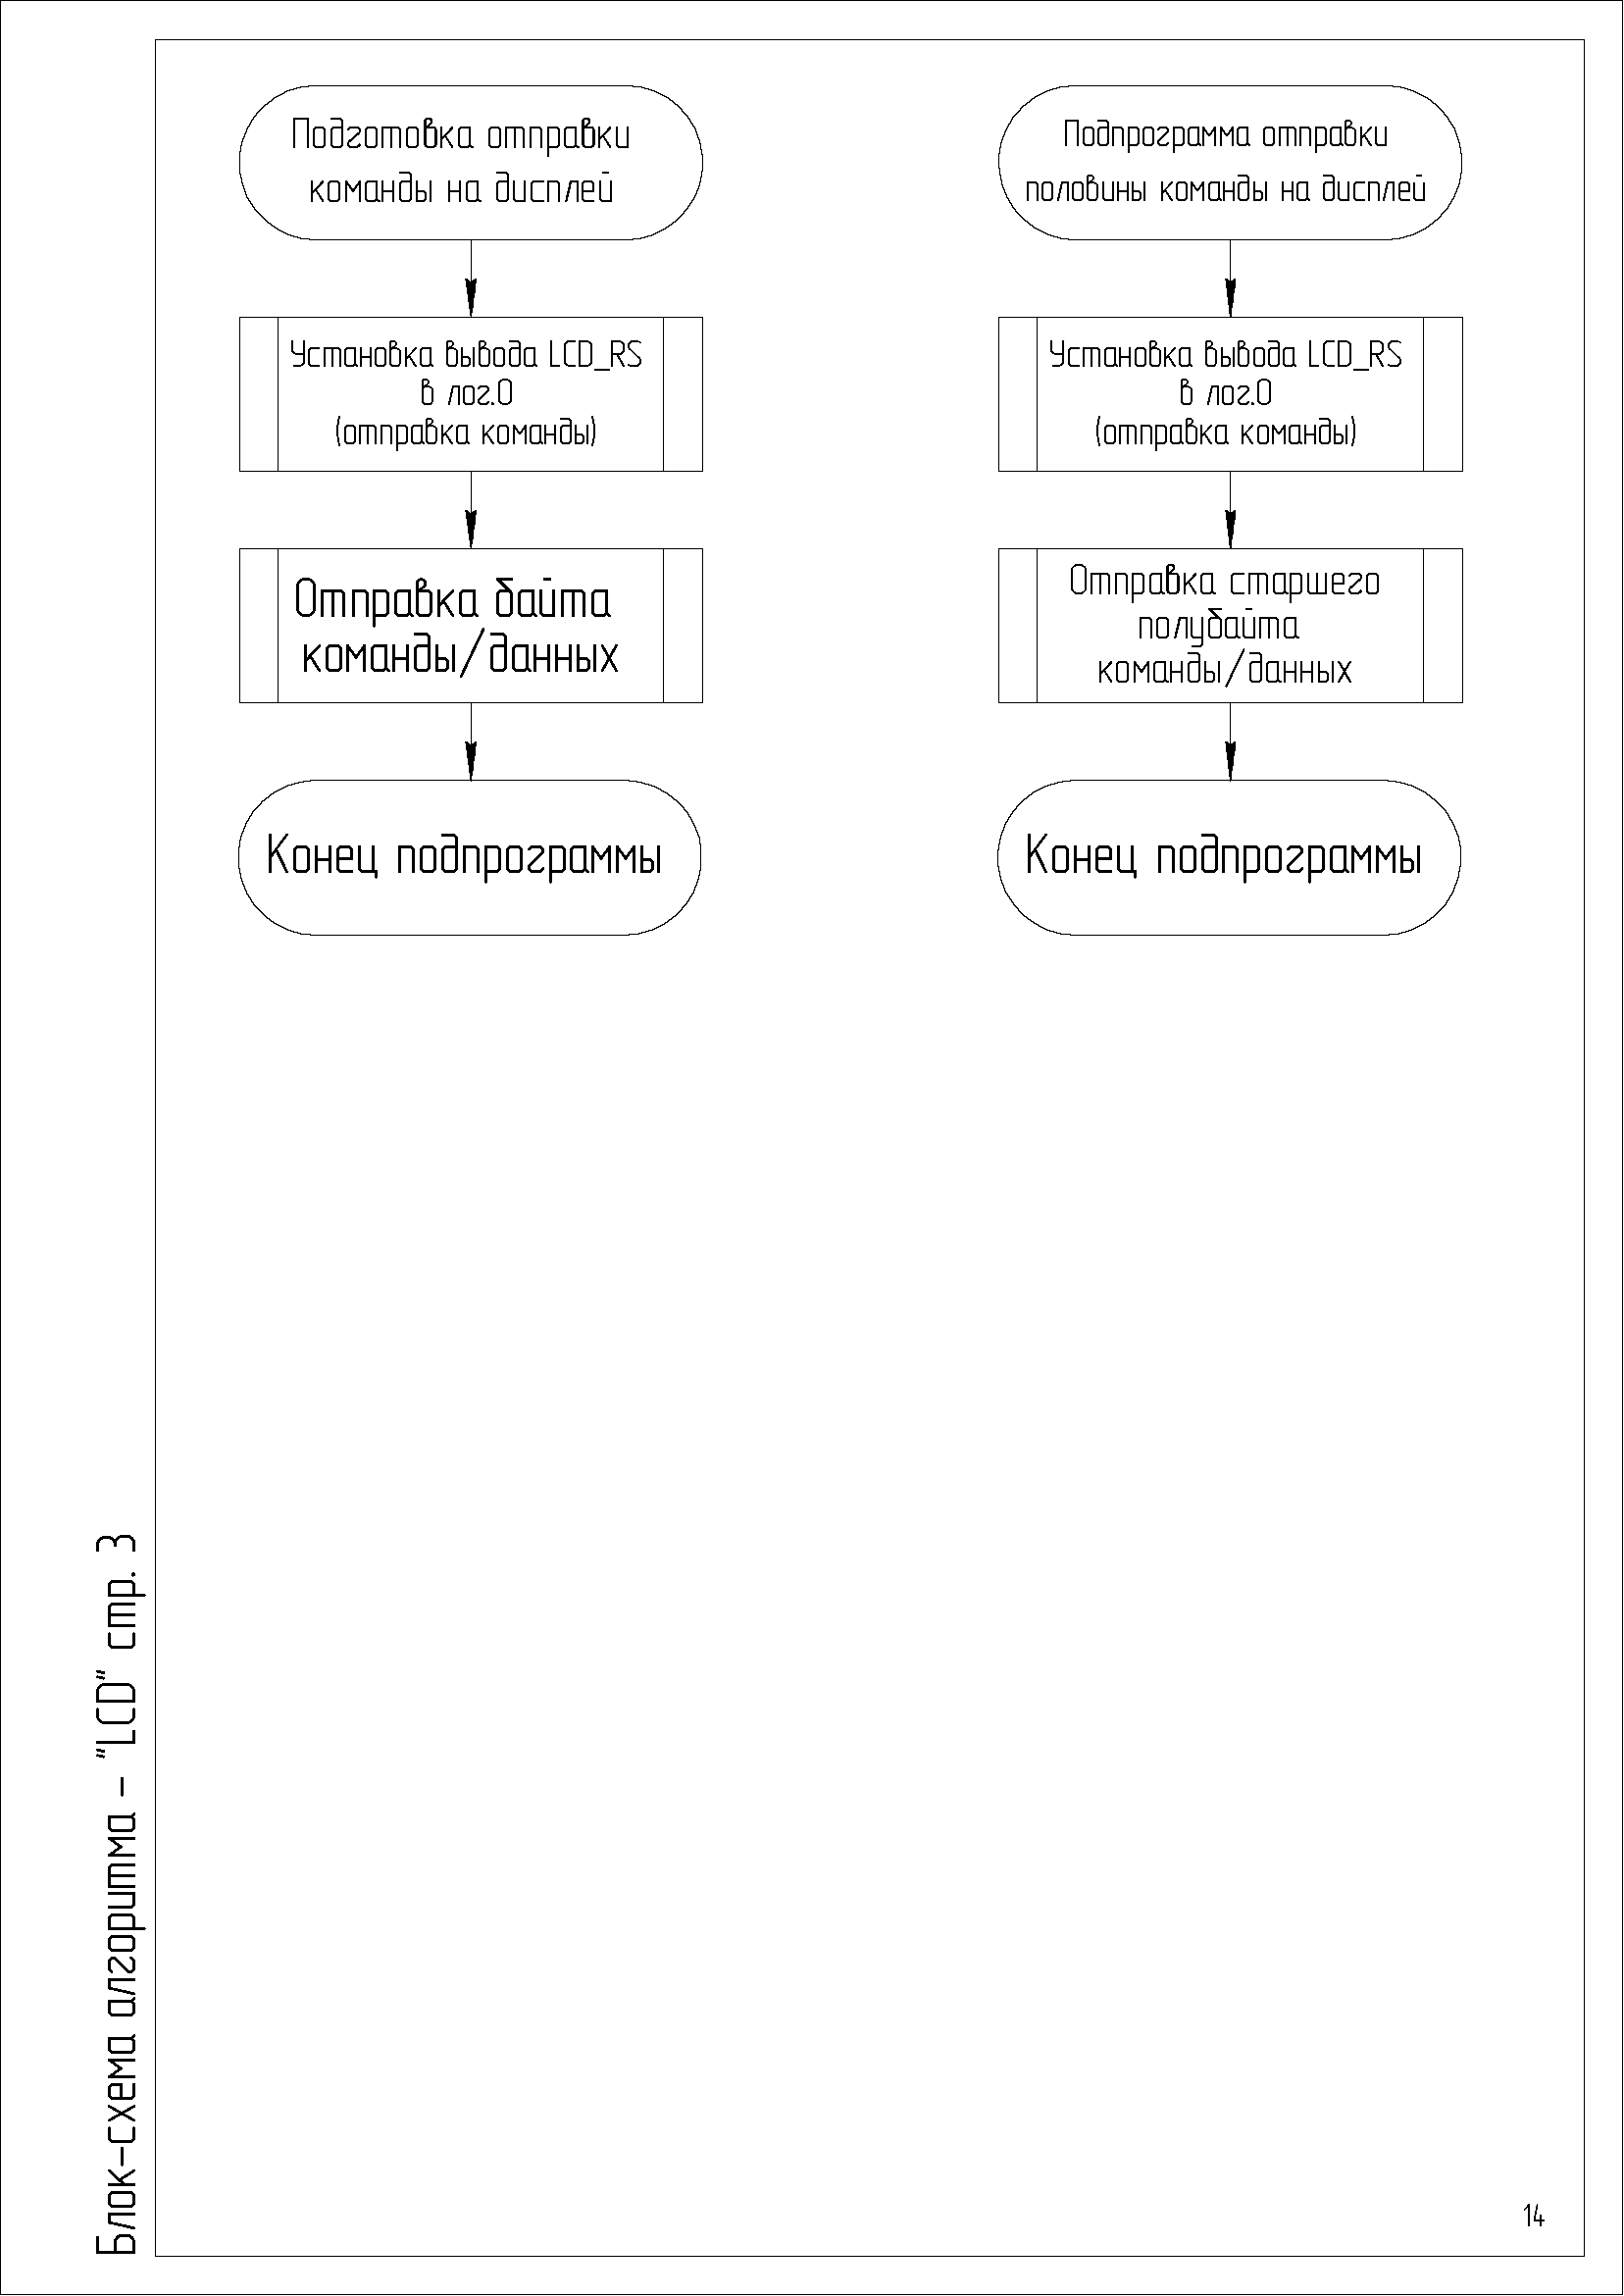 Подготовка отправки
команды на дисплей
Установка вывода LCD_RS
в лог.0
(отправка команды)
Отправка байта
команды/данных
Конец подпрограммы
Подпрограмма отправки
половины команды на дисплей
Установка вывода LCD_RS
в лог.0
(отправка команды)
Отправка старшего
полубайта
команды/данных
Конец подпрограммы
Блок-схема алгоритма - "LCD" стр. 3
14